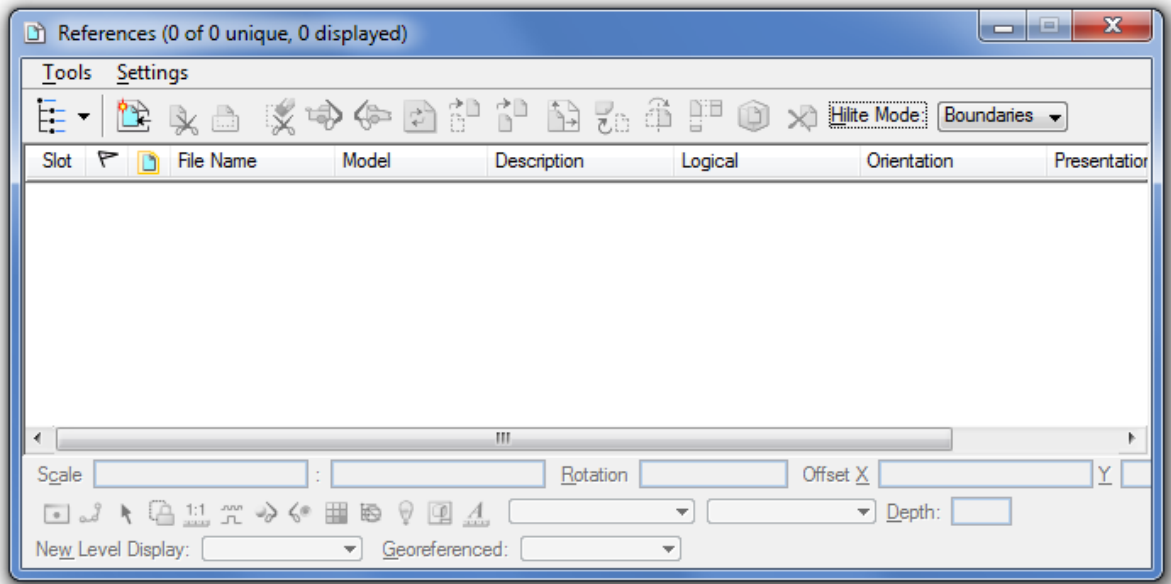 References (0 of 0 unique, 0 displayed)
Tools Settings
Hilite Mode: Boundaries
Slot File Name Model Description Logical Orientation Presentation
Scale : Rotation Offset X Y
1:1 A Depth:
New Level Display: Georeferenced: